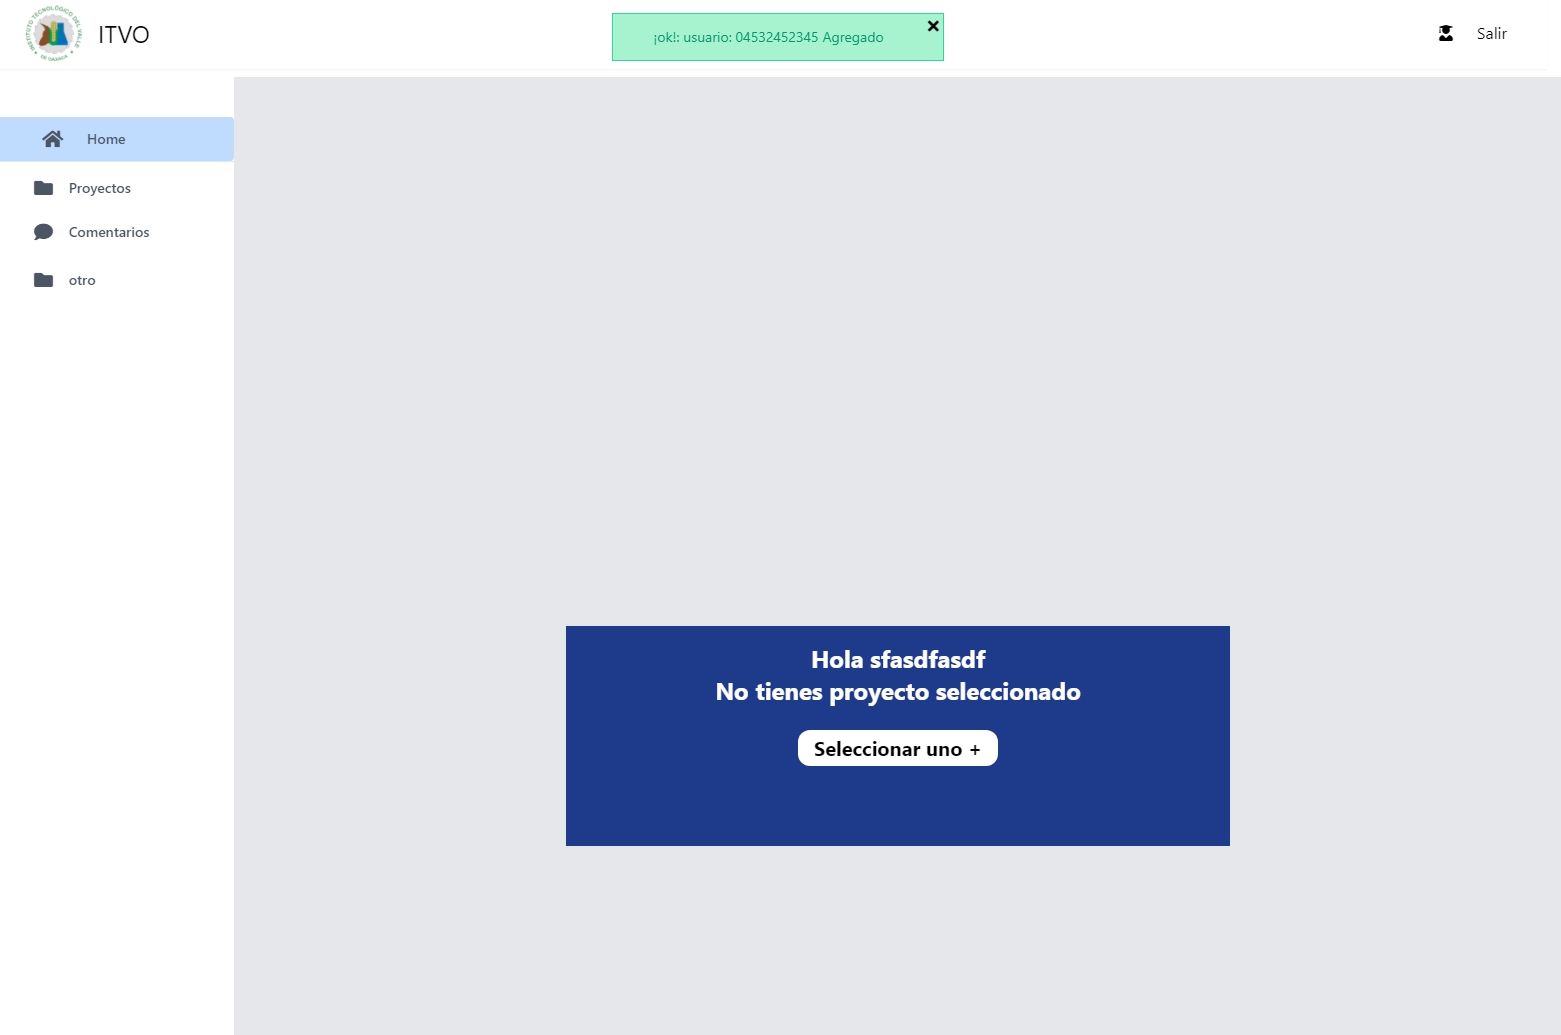 INSTITUTO TECNOLÓGICO DEL VALLE
DE OAXACA
ITVO
¡ok!: usuario: 04532452345 Agregado
Salir
Home
Proyectos
Comentarios
otro
Hola sfasdfasdf
No tienes proyecto seleccionado
Seleccionar uno +